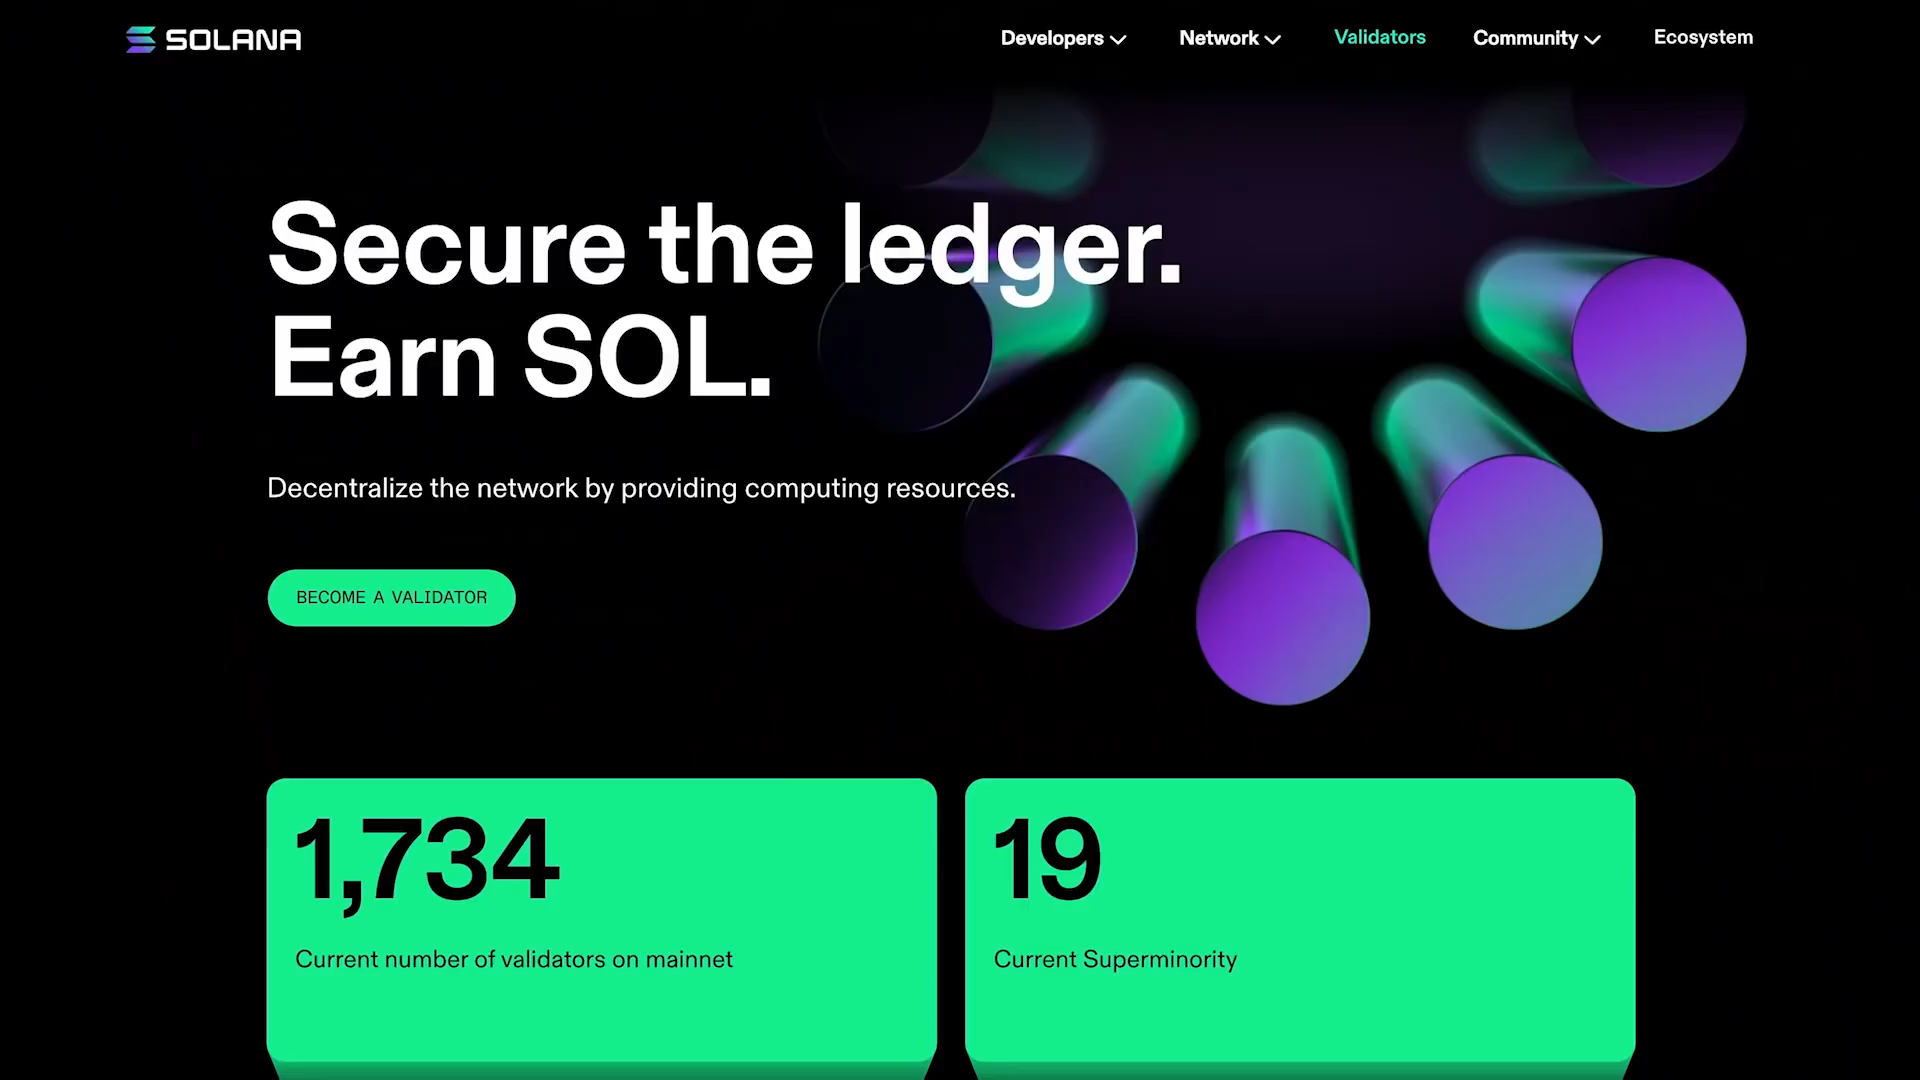 SOLANA
Developers
Network
Validators
Community
Ecosystem
Secure the ledger.
Earn SOL.
Decentralize the network by providing computing resources.
BECOME A VALIDATOR
1,734
Current number of validators on mainnet
19
Current Superminority